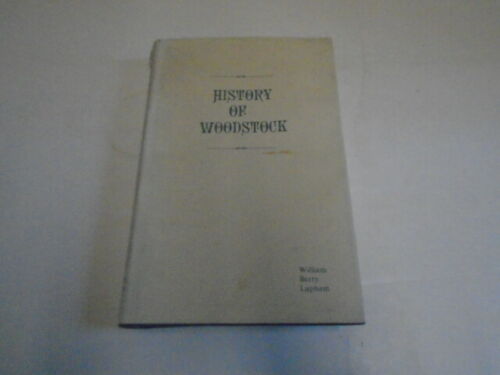 HISTORY
OF
WOODSTOCK
William
Berry
Lapham